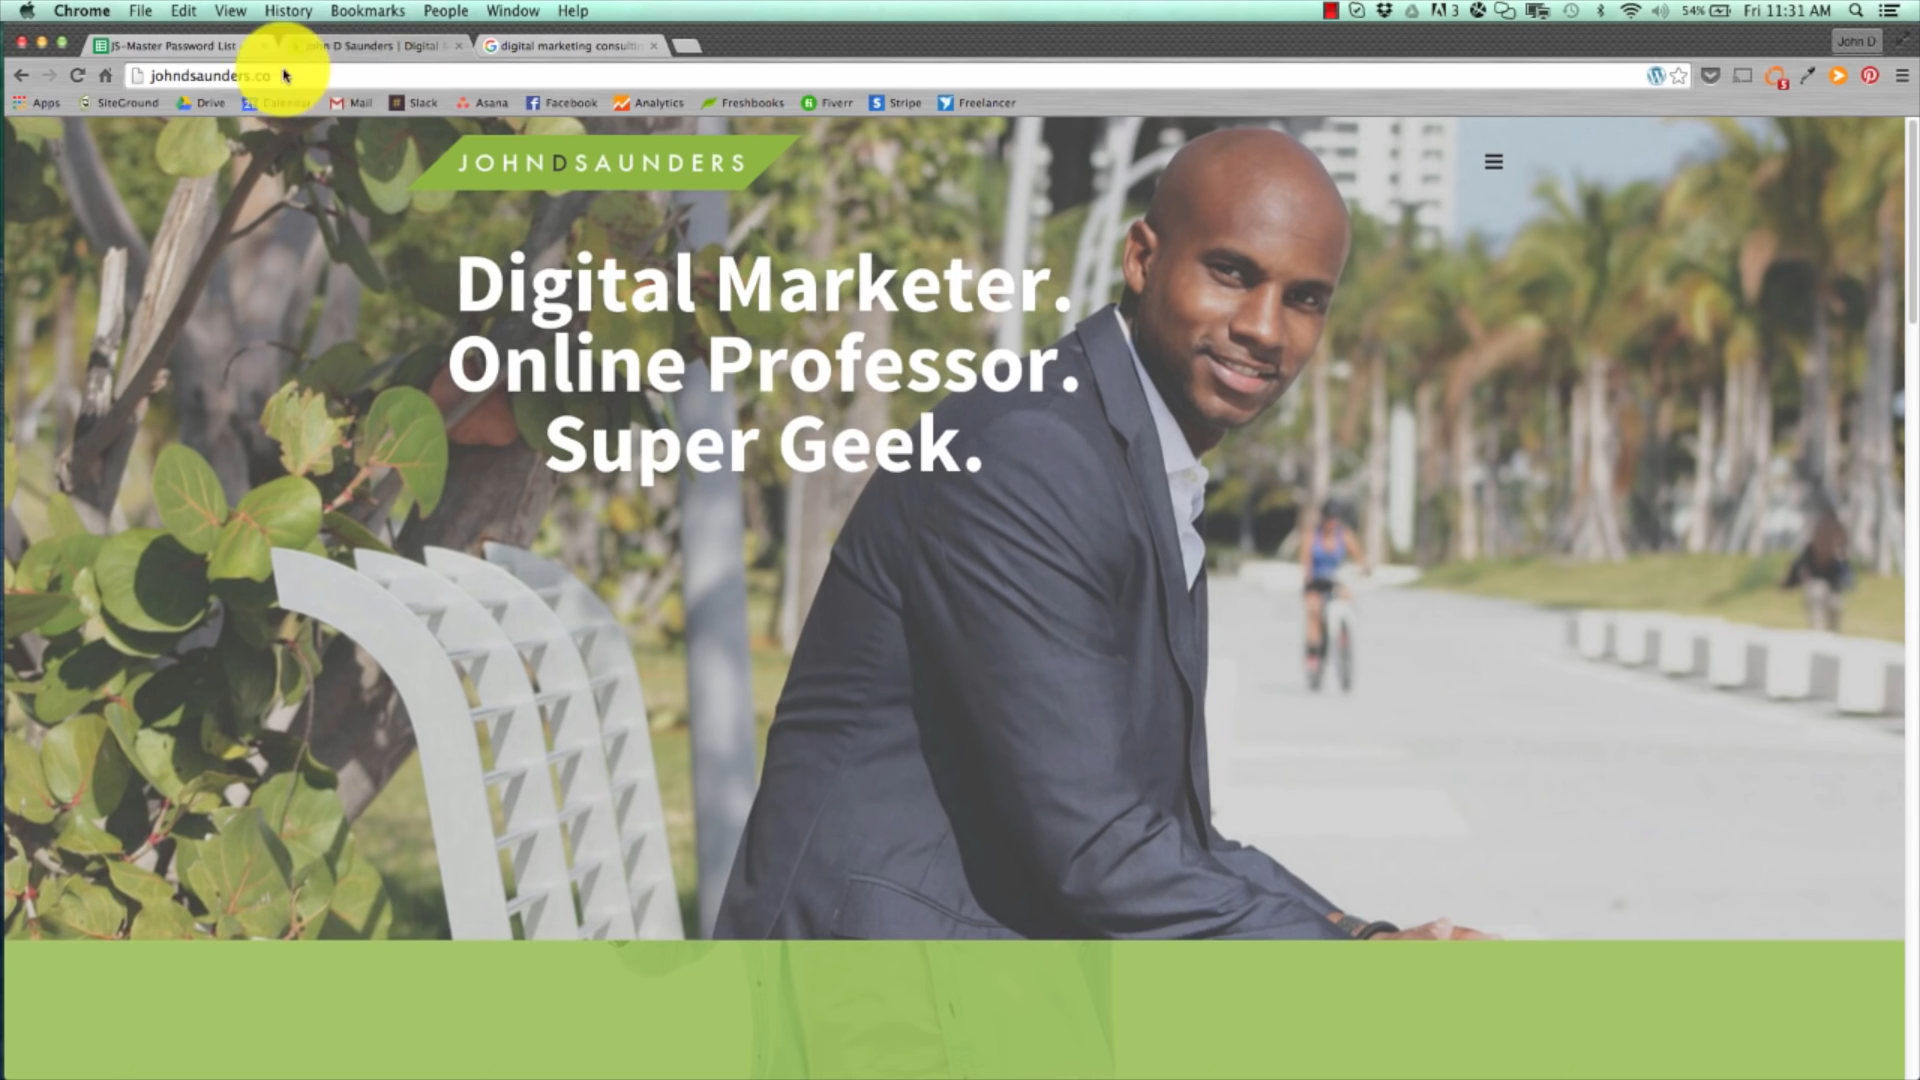 Chrome File Edit View History Bookmarks People Window Help 3 54% Fri 11:31 AM
JS-Master Password List John D Saunders | Digital digital marketing consulti John D
johndsaunders.co
Apps SiteGround Drive Calendar Mail Slack Asana Facebook Analytics Freshbooks Fiverr Stripe Freelancer
JOHNDSAUNDERS
Digital Marketer.
Online Professor.
Super Geek.